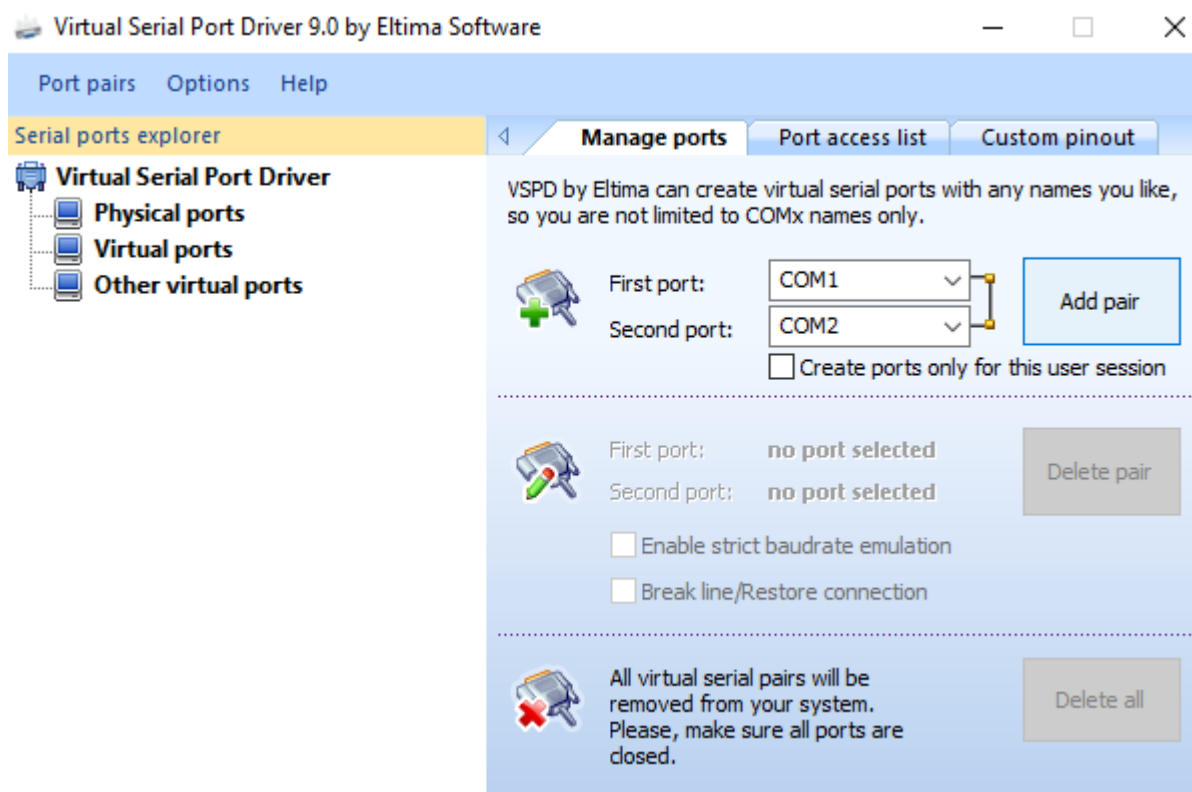 Virtual Serial Port Driver 9.0 by Eltima Software
Port pairs Options Help
Serial ports explorer
Virtual Serial Port Driver
Physical ports
Virtual ports
Other virtual ports
Manage ports Port access list Custom pinout
VSPD by Eltima can create virtual serial ports with any names you like,
so you are not limited to COMx names only.
First port: COM1
Second port: COM2
Add pair
Create ports only for this user session
First port: no port selected
Second port: no port selected
Delete pair
Enable strict baudrate emulation
Break line/Restore connection
All virtual serial pairs will be
removed from your system.
Please, make sure all ports are
closed.
Delete all